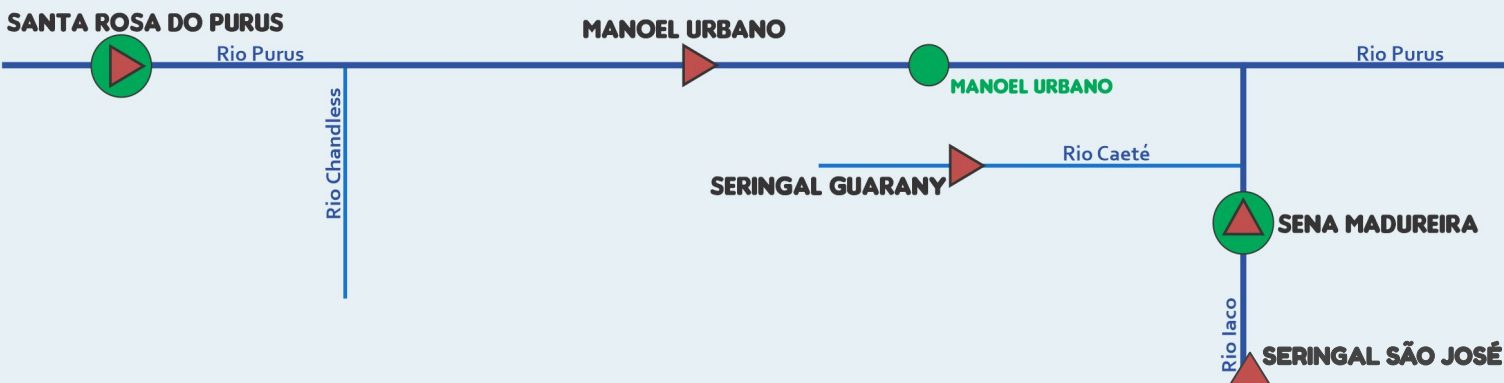 SANTA ROSA DO PURUS
MANOEL URBANO
Rio Purus
Rio Purus
MANOEL URBANO
Rio Chandless
Rio Caeté
SERINGAL GUARANY
SENA MADUREIRA
Rio Iaco
SERINGAL SÃO JOSÉ